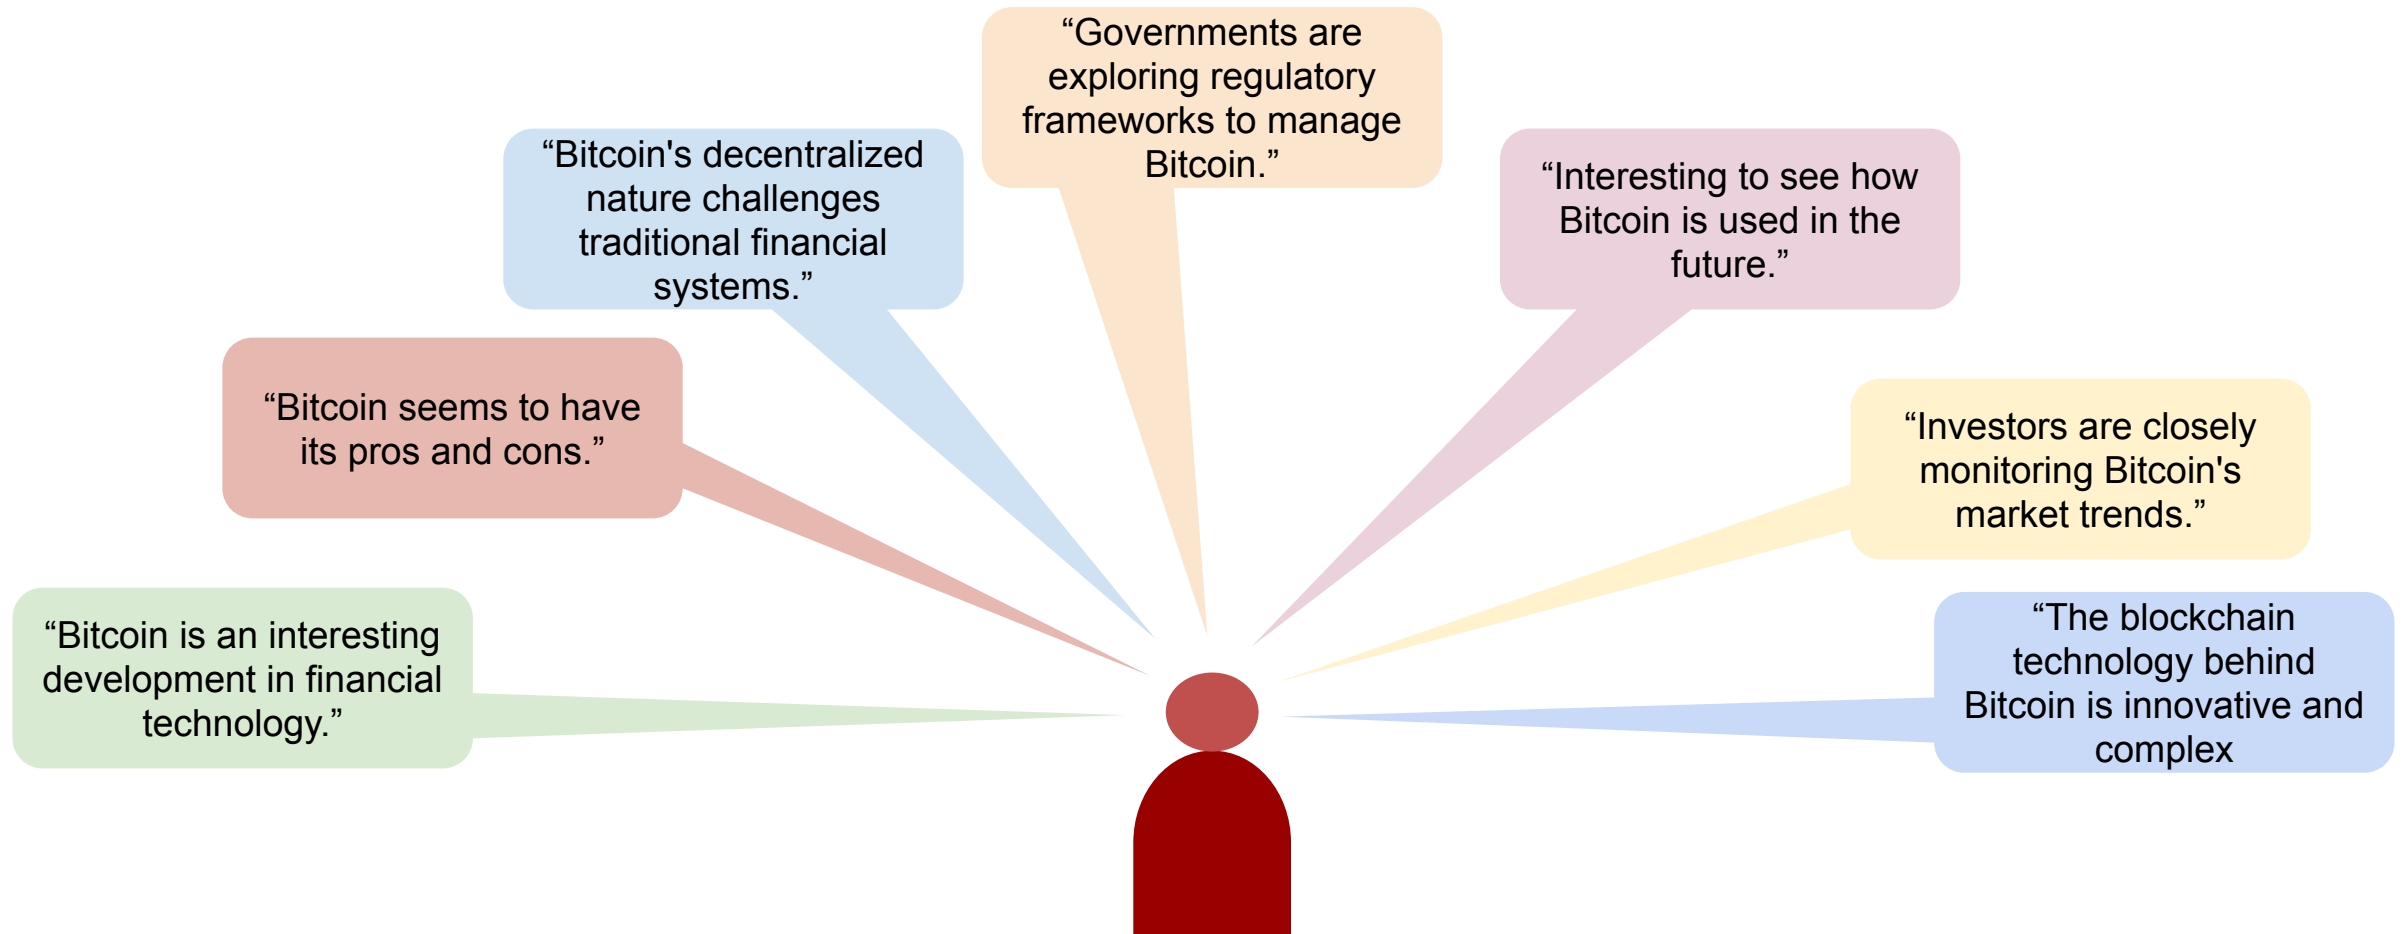 “Governments are
exploring regulatory
frameworks to manage
Bitcoin.”
“Bitcoin's decentralized
nature challenges
traditional financial
systems.”
“Interesting to see how
Bitcoin is used in the
future.”
“Bitcoin seems to have
its pros and cons.”
“Investors are closely
monitoring Bitcoin's
market trends.”
“Bitcoin is an interesting
development in financial
technology.”
“The blockchain
technology behind
Bitcoin is innovative and
complex